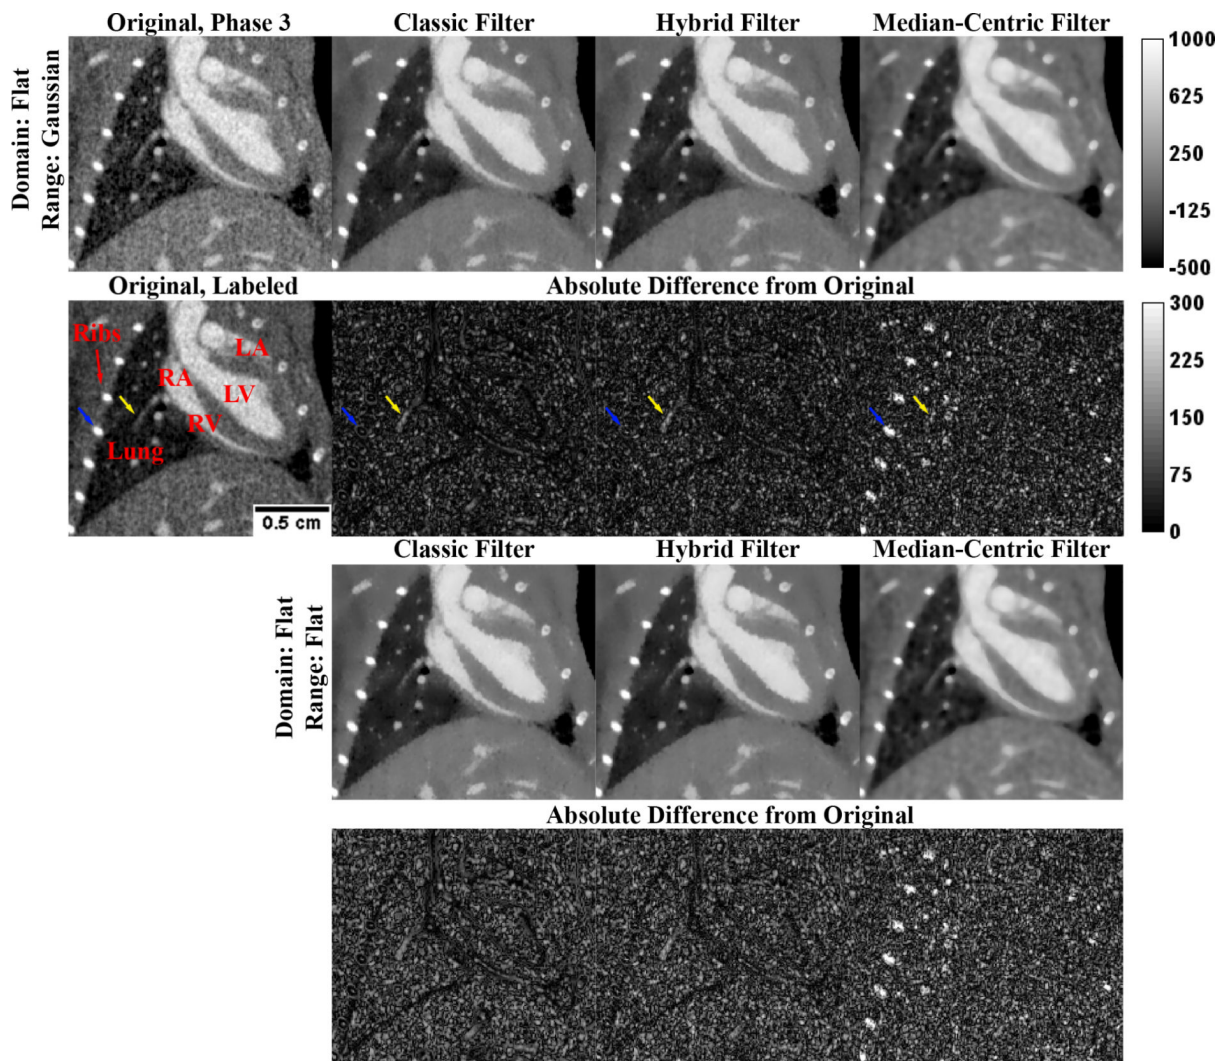 Original, Phase 3
Classic Filter
Hybrid Filter
Median-Centric Filter
Domain: Flat
Range: Gaussian
1000
625
250
-125
-500
Original, Labeled
Absolute Difference from Original
Ribs
LA
RA
LV
RV
Lung
0.5 cm
300
225
150
75
0
Classic Filter
Hybrid Filter
Median-Centric Filter
Domain: Flat
Range: Flat
Absolute Difference from Original